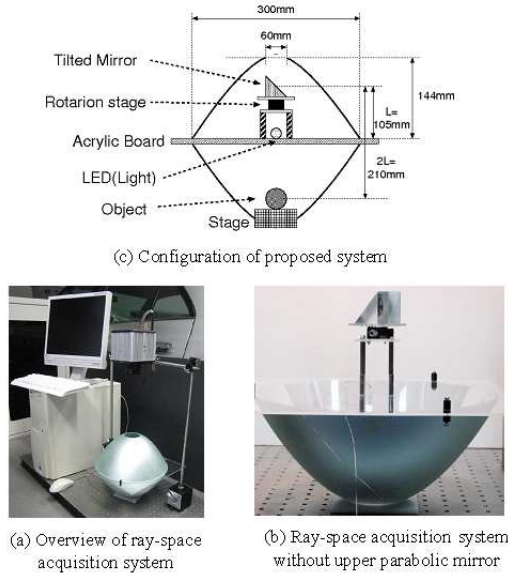 300mm
60mm
Tilted Mirror
Rotarion stage
144mm
L=
105mm
Acrylic Board
LED(Light)
2L=
210mm
Object
Stage
(c) Configuration of proposed system
(a) Overview of ray-space
acquisition system
(b) Ray-space acquisition system
without upper parabolic mirror